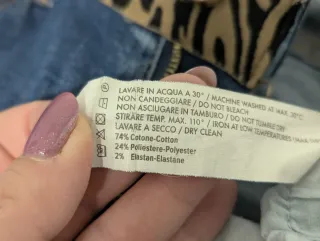 LAVARE IN ACQUA A 30° / MACHINE WASHED AT MAX. 30°C
NON CANDEGGIARE / DO NOT BLEACH
NON ASCIUGARE IN TAMBURO / DO NOT TUMBLE DRY
STIRARE TEMP. MAX. 110° / IRON AT LOW TEMPERATURES
LAVARE A SECCO / DRY CLEAN
74% Cotone-Cotton
24% Poliestere-Polyester
2% Elastan-Elastane